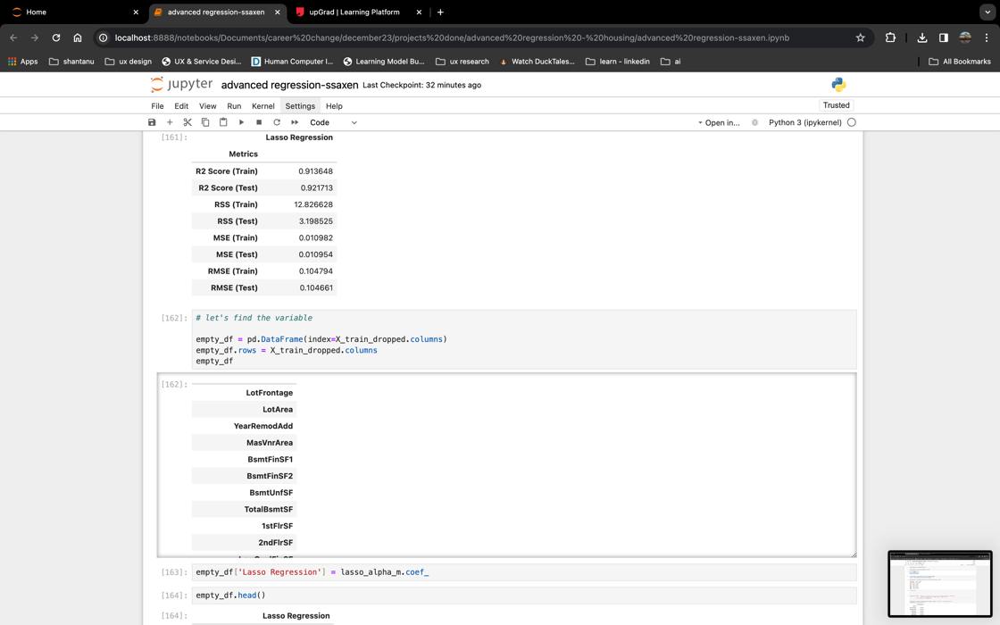 Home
advanced regression-ssaxen
upGrad | Learning Platform
localhost:8888/notebooks/Documents/career%20change/december23/projects%20done/advanced%20regression%20-%20housing/advanced%20regression-ssaxen.ipynb
Apps shantanu ux design UX & Service Desi... Human Computer I... Learning Model Bu... ux research Watch DuckTales... learn - linkedin ai All Bookmarks
jupyter advanced regression-ssaxen Last Checkpoint: 32 minutes ago
File Edit View Run Kernel Settings Help Trusted
Code Open in... Python 3 (ipykernel)
[161]: Lasso Regression
Metrics
R2 Score (Train) 0.913648
R2 Score (Test) 0.921713
RSS (Train) 12.826628
RSS (Test) 3.198525
MSE (Train) 0.010982
MSE (Test) 0.010954
RMSE (Train) 0.104794
RMSE (Test) 0.104661
[162]: # let's find the variable
empty_df = pd.DataFrame(index=X_train_dropped.columns)
empty_df.rows = X_train_dropped.columns
empty_df
[162]:
LotFrontage
LotArea
YearRemodAdd
MasVnrArea
BsmtFinSF1
BsmtFinSF2
BsmtUnfSF
TotalBsmtSF
1stFlrSF
2ndFlrSF
[163]: empty_df['Lasso Regression'] = lasso_alpha_m.coef_
[164]: empty_df.head()
[164]: Lasso Regression